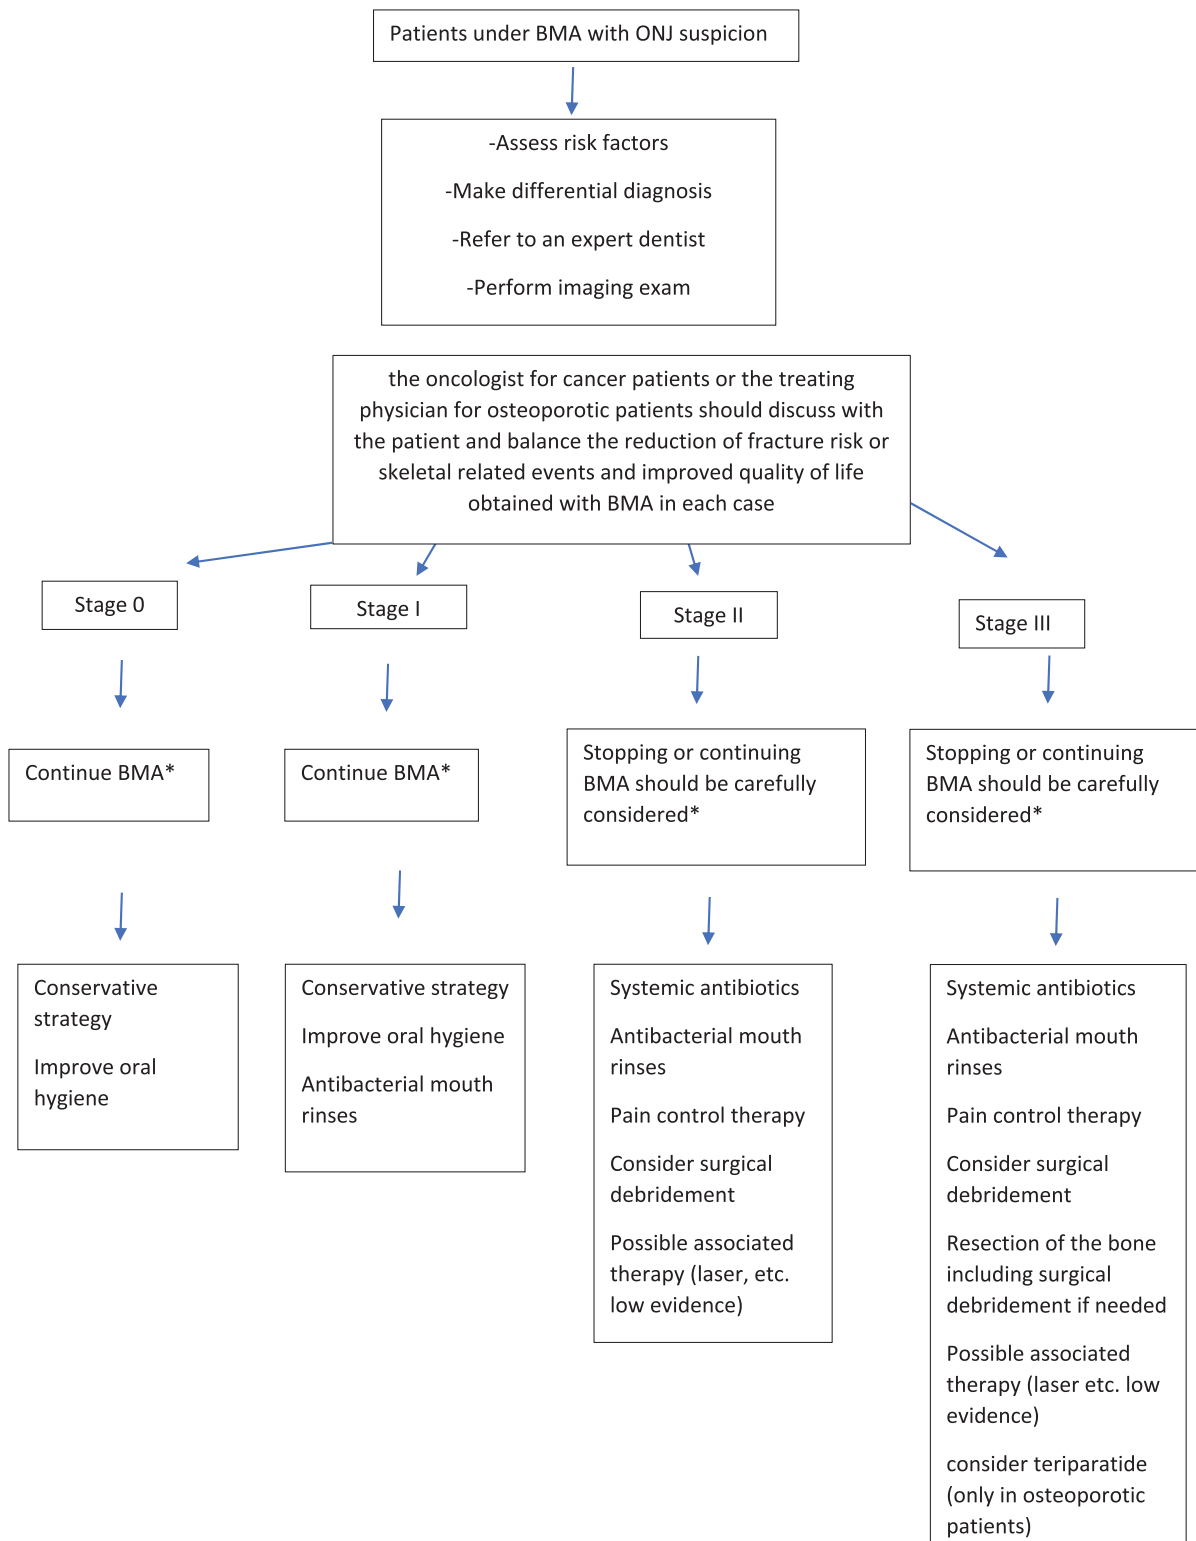 Patients under BMA with ONJ suspicion
-Assess risk factors
-Make differential diagnosis
-Refer to an expert dentist
-Perform imaging exam
the oncologist for cancer patients or the treating
physician for osteoporotic patients should discuss with
the patient and balance the reduction of fracture risk or
skeletal related events and improved quality of life
obtained with BMA in each case
Stage 0
Stage I
Stage II
Stage III
Continue BMA*
Continue BMA*
Stopping or continuing
BMA should be carefully
considered*
Stopping or continuing
BMA should be carefully
considered*
Conservative
strategy
Improve oral
hygiene
Conservative strategy
Improve oral hygiene
Antibacterial mouth
rinses
Systemic antibiotics
Antibacterial mouth
rinses
Pain control therapy
Consider surgical
debridement
Possible associated
therapy (laser, etc.
low evidence)
Systemic antibiotics
Antibacterial mouth
rinses
Pain control therapy
Consider surgical
debridement
Resection of the bone
including surgical
debridement if needed
Possible associated
therapy (laser etc. low
evidence)
consider teriparatide
(only in osteoporotic
patients)